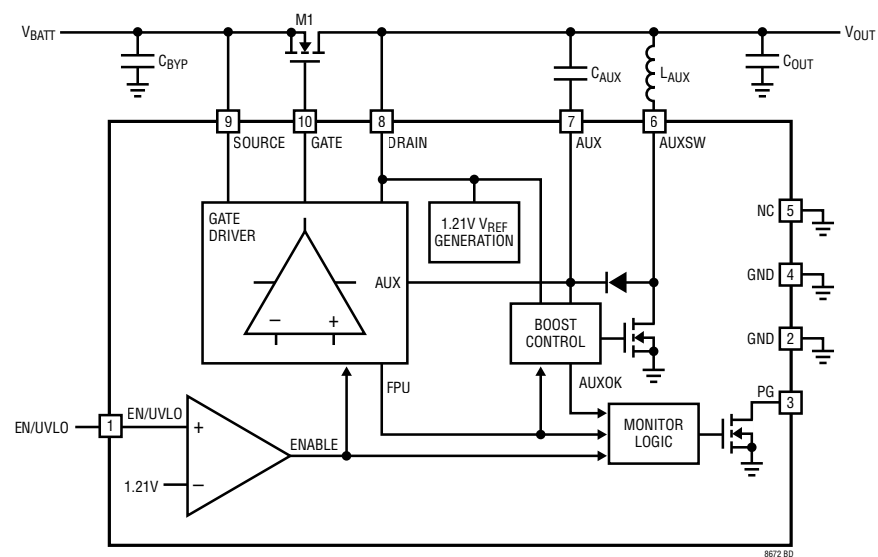 M1
VBATT
VOUT
CBYP
CAUX
LAUX
COUT
9
10
8
7
6
SOURCE
GATE
DRAIN
AUX
AUXSW
GATE
DRIVER
1.21V VREF
GENERATION
NC
5
AUX
GND
4
BOOST
CONTROL
GND
2
−
+
AUXOK
FPU
PG
3
EN/UVLO
1
EN/UVLO
+
ENABLE
MONITOR
LOGIC
1.21V
−
8672 BD